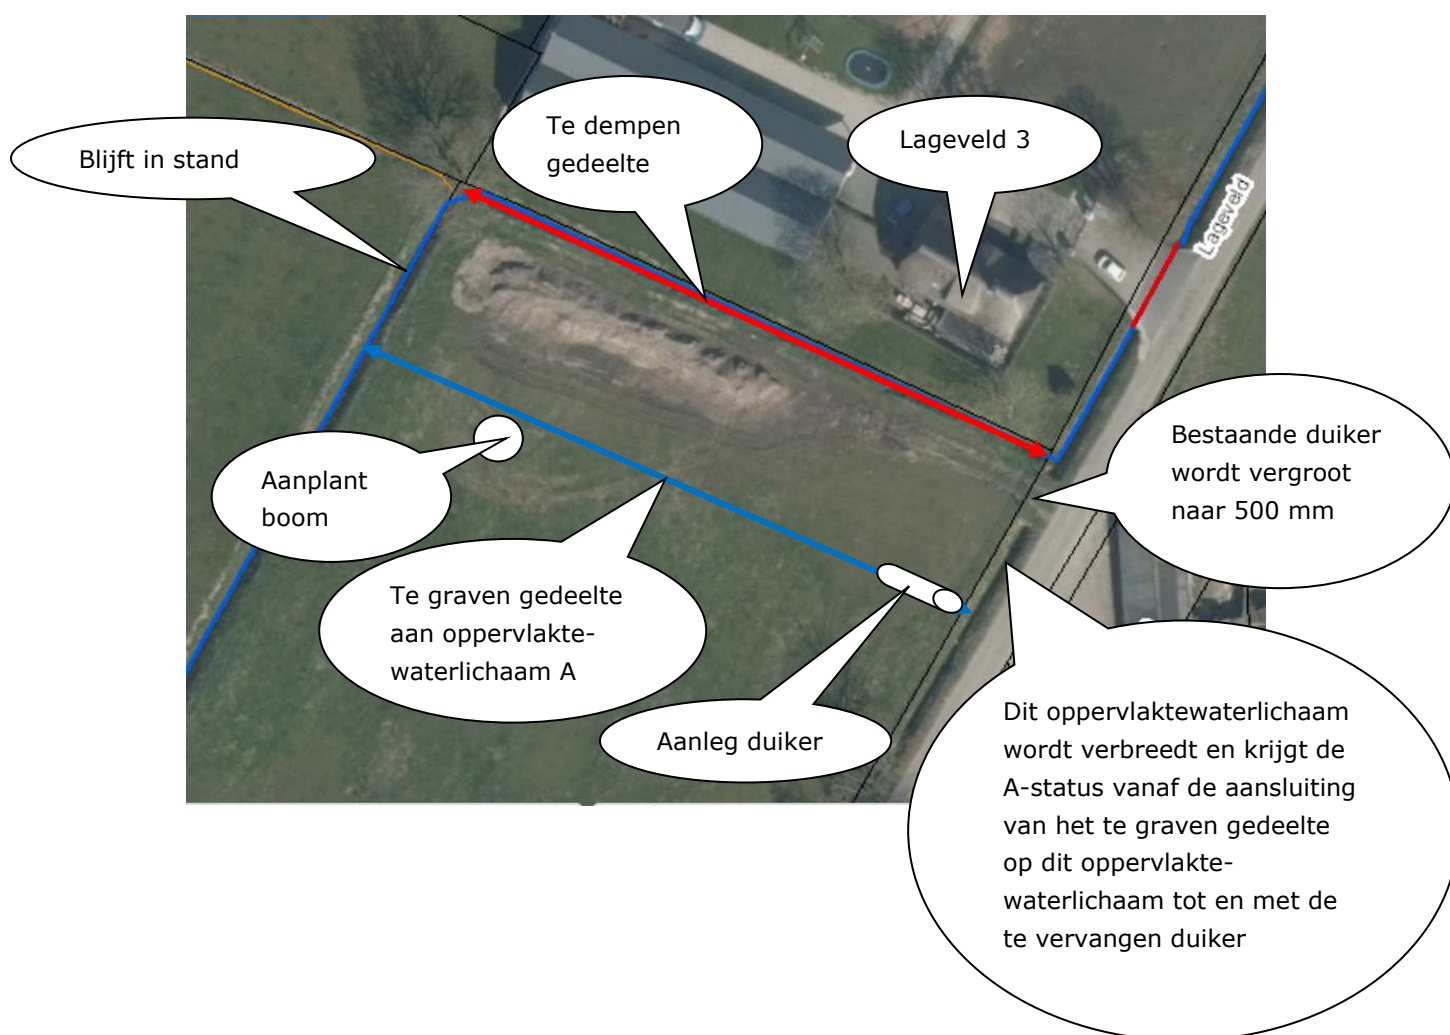 Te dempen
gedeelte
Lageveld 3
Blijft in stand
Lageveld
Bestaande duiker
wordt vergroot
naar 500 mm
Aanplant
boom
Te graven gedeelte
aan oppervlakte-
waterlichaam A
Aanleg duiker
Dit oppervlaktewaterlichaam
wordt verbreedt en krijgt de
A-status vanaf de aansluiting
van het te graven gedeelte
op dit oppervlakte-
waterlichaam tot en met de
te vervangen duiker